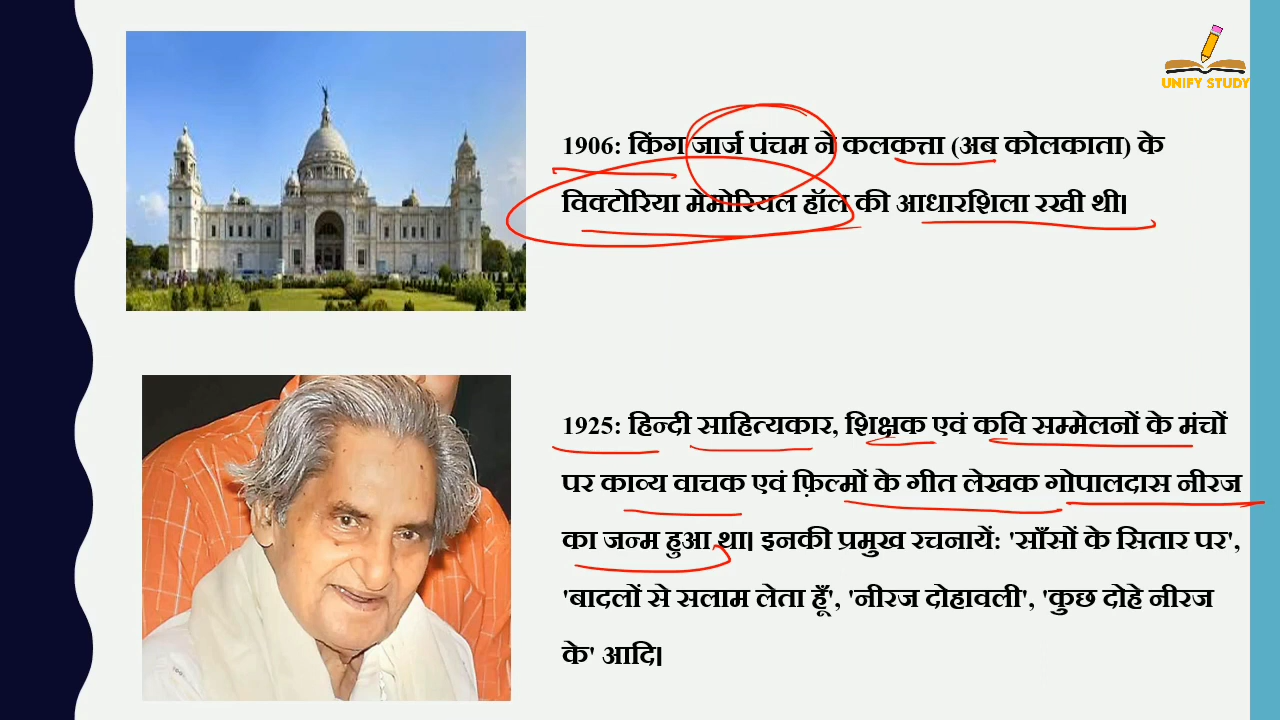 UNIFY STUDY
1906: किंग जार्ज पंचम ने कलकत्ता (अब कोलकाता) के
विक्टोरिया मेमोरियल हॉल की आधारशिला रखी थी।
1925: हिन्दी साहित्यकार, शिक्षक एवं कवि सम्मेलनों के मंचों
पर काव्य वाचक एवं फ़िल्मों के गीत लेखक गोपालदास नीरज
का जन्म हुआ था। इनकी प्रमुख रचनायें: 'साँसों के सितार पर',
'बादलों से सलाम लेता हूँ', 'नीरज दोहावली', 'कुछ दोहे नीरज
के' आदि।